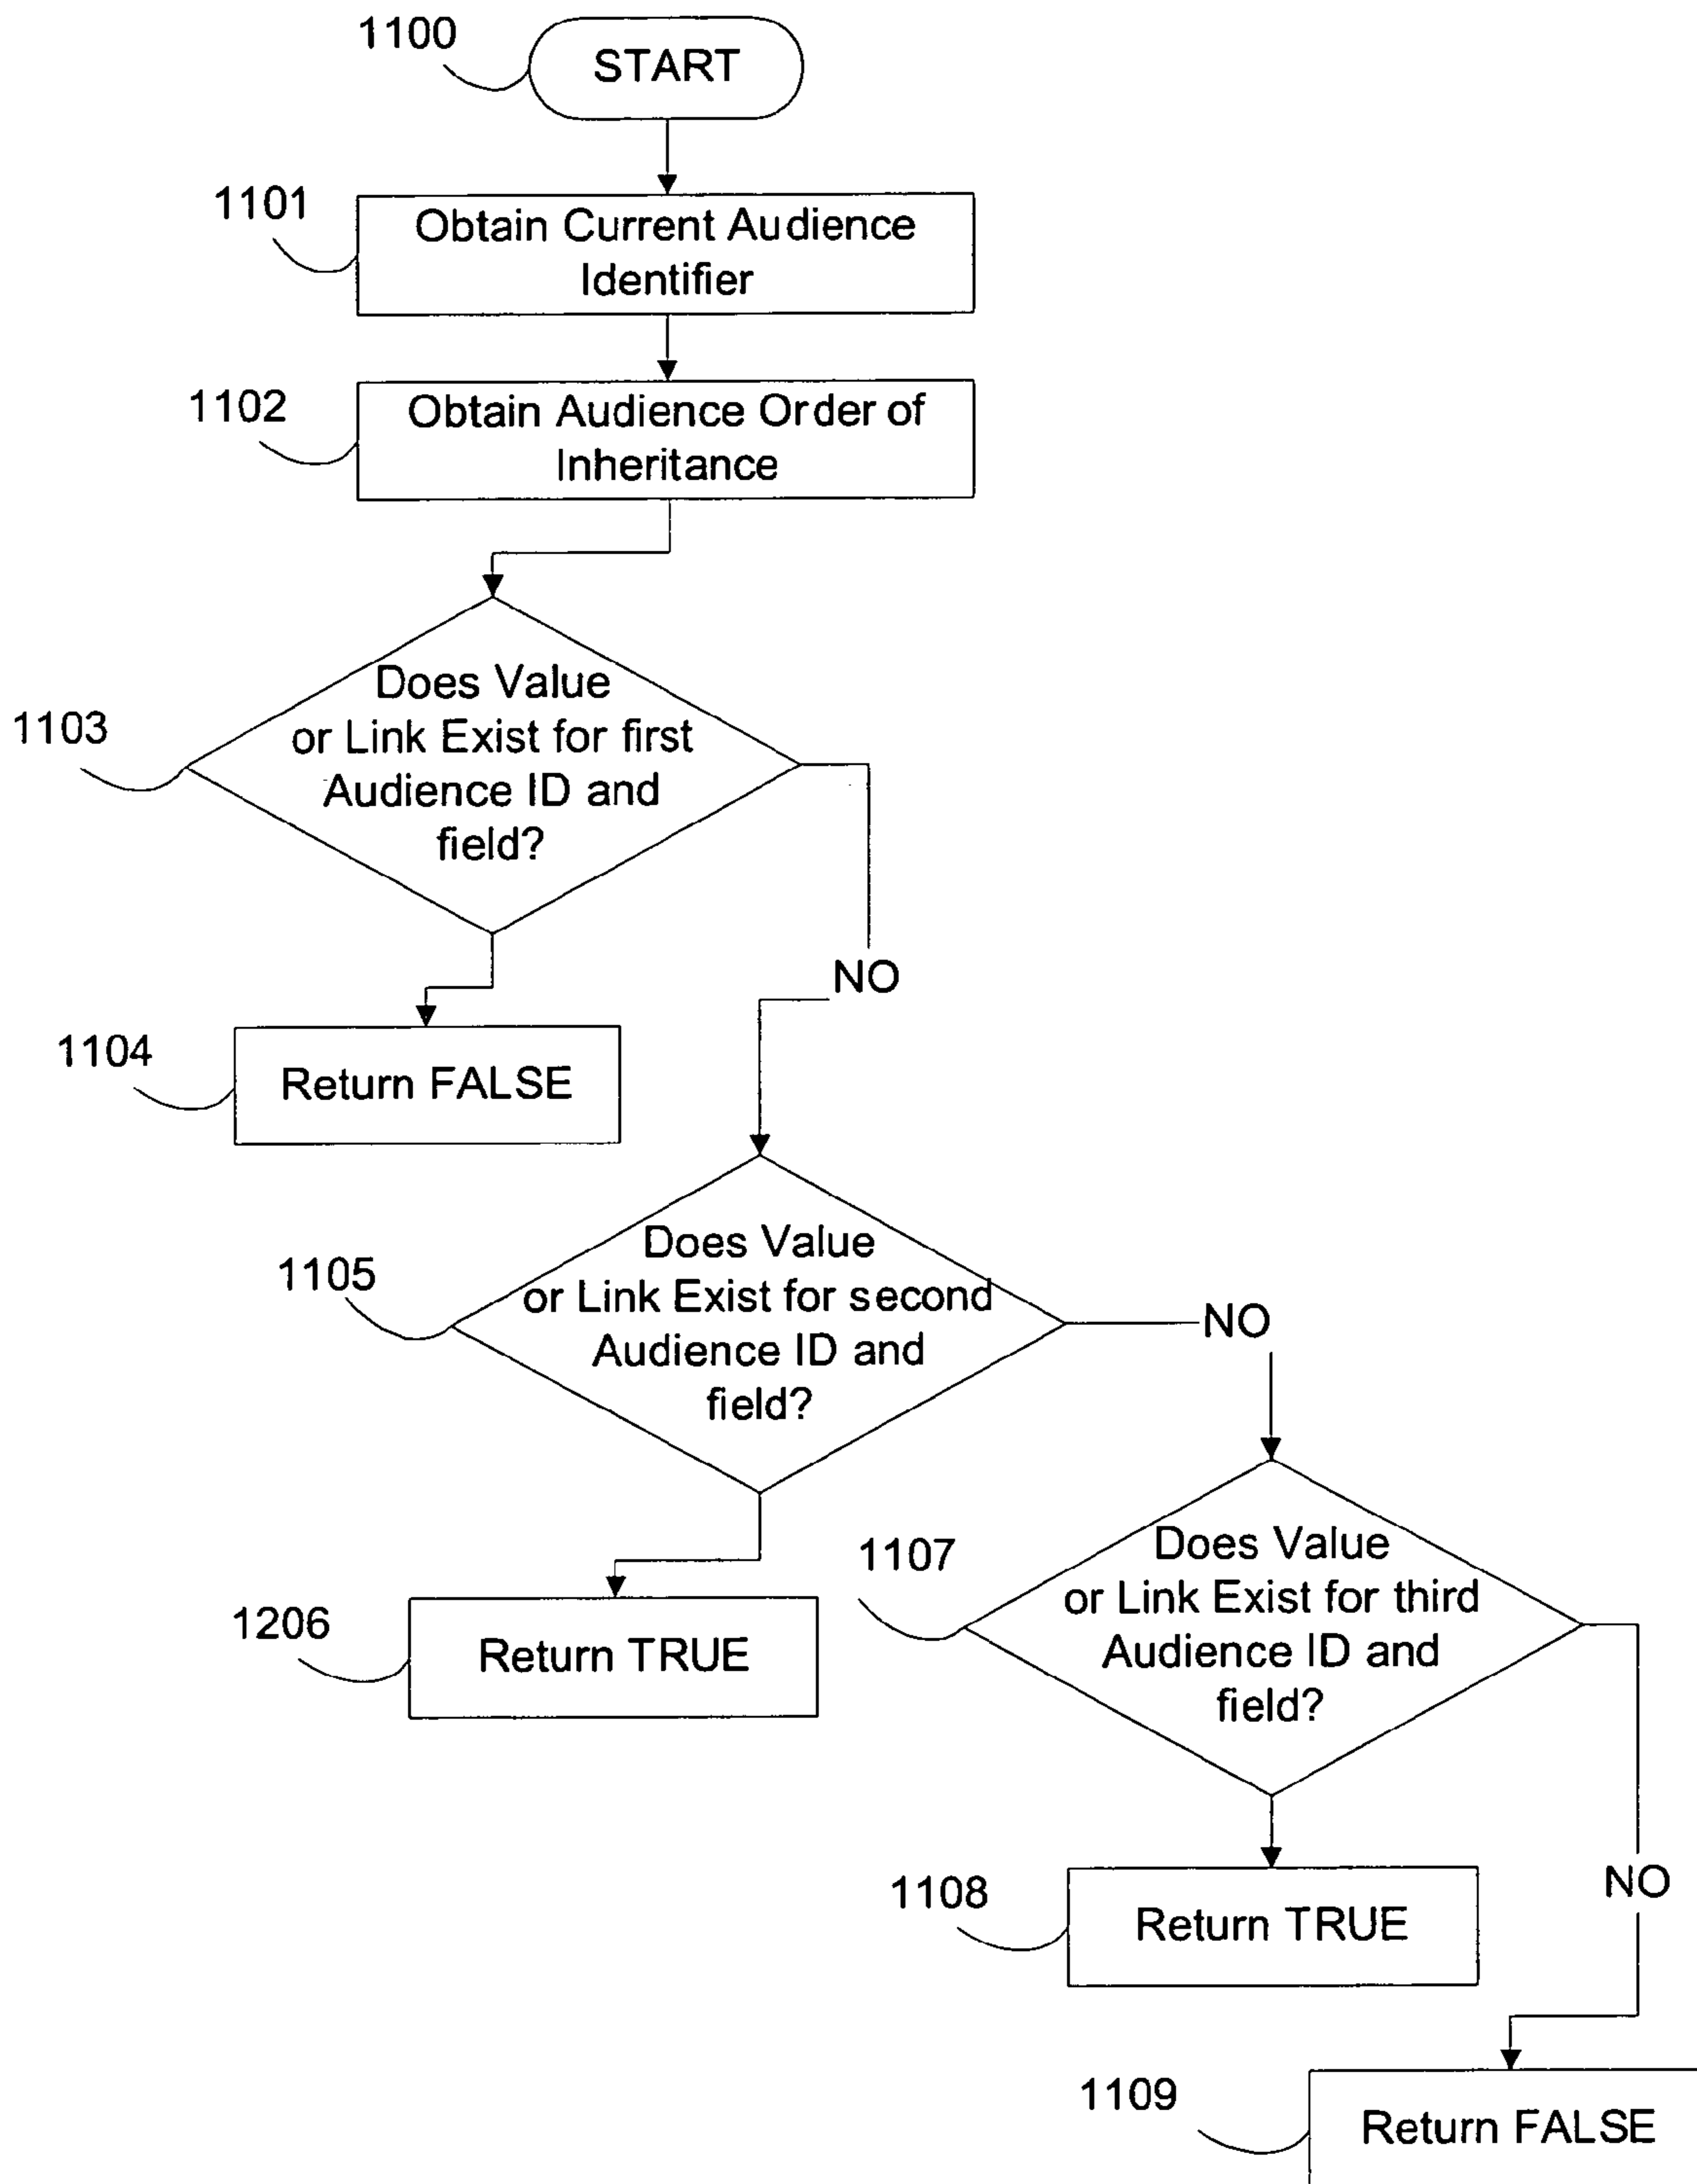 1100
START
1101
Obtain Current Audience
Identifier
1102
Obtain Audience Order of
Inheritance
1103
Does Value
or Link Exist for first
Audience ID and
field?
NO
1104
Return FALSE
1105
Does Value
or Link Exist for second
Audience ID and
field?
NO
1206
Return TRUE
1107
Does Value
or Link Exist for third
Audience ID and
field?
1108
Return TRUE
NO
1109
Return FALSE